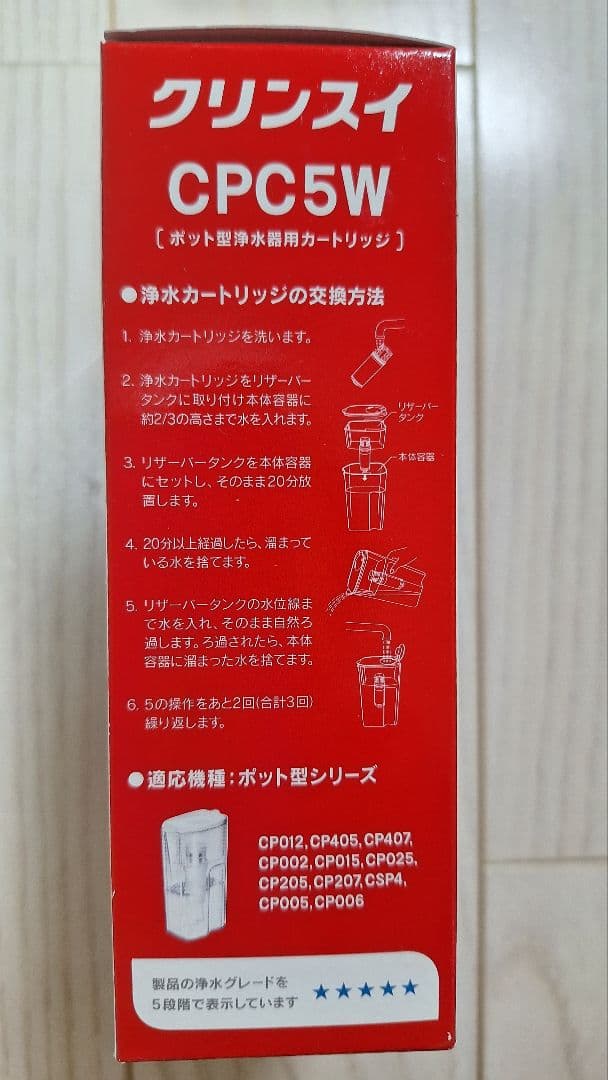 クリンスイ
CPC5W
[ ポット型浄水器用カートリッジ ]
●浄水カートリッジの交換方法
1. 浄水カートリッジを洗います。
2. 浄水カートリッジをリザーバー
タンクに取り付け本体容器に
約2/3の高さまで水を入れます。
リザーバー
タンク
本体容器
3. リザーバータンクを本体容器
にセットし、そのまま20分放
置します。
4. 20分以上経過したら、溜まって
いる水を捨てます。
5. リザーバータンクの水位線ま
で水を入れ、そのまま自然ろ
過します。ろ過されたら、本体
容器に溜まった水を捨てます。
6. 5の操作をあと2回(合計3回)
繰り返します。
●適応機種:ポット型シリーズ
CP012, CP405, CP407,
CP002, CP015, CP025,
CP205, CP207, CSP4,
CP005, CP006
製品の浄水グレードを
5段階で表示しています ★★★★★